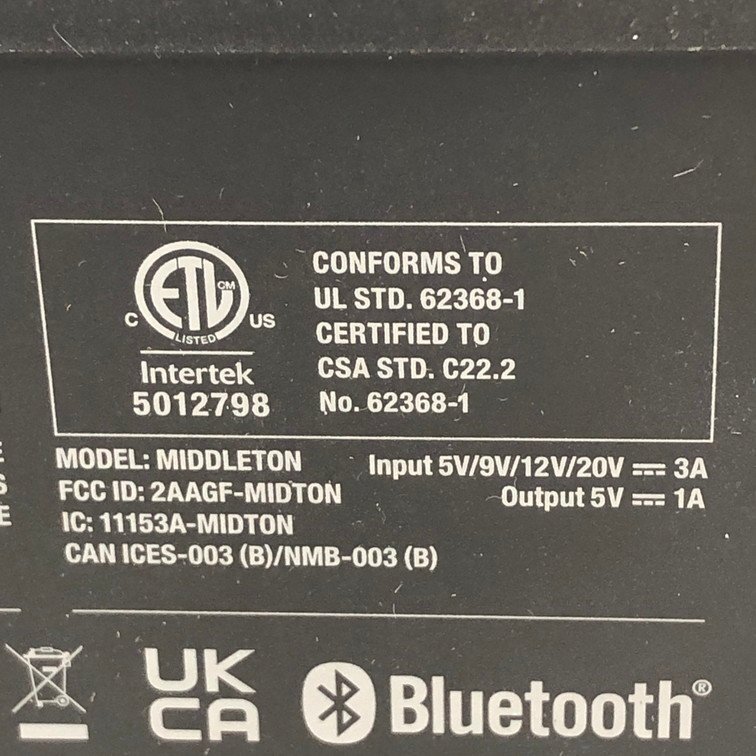 CONFORMS TO
UL STD. 62368-1
CERTIFIED TO
CSA STD. C22.2
No. 62368-1
ETL CM
C US
LISTED
Intertek
5012798
MODEL: MIDDLETON
FCC ID: 2AAGF-MIDTON
IC: 11153A-MIDTON
CAN ICES-003 (B)/NMB-003 (B)
Input 5V/9V/12V/20V ⎓ 3A
Output 5V ⎓ 1A
UK
CA
Bluetooth®